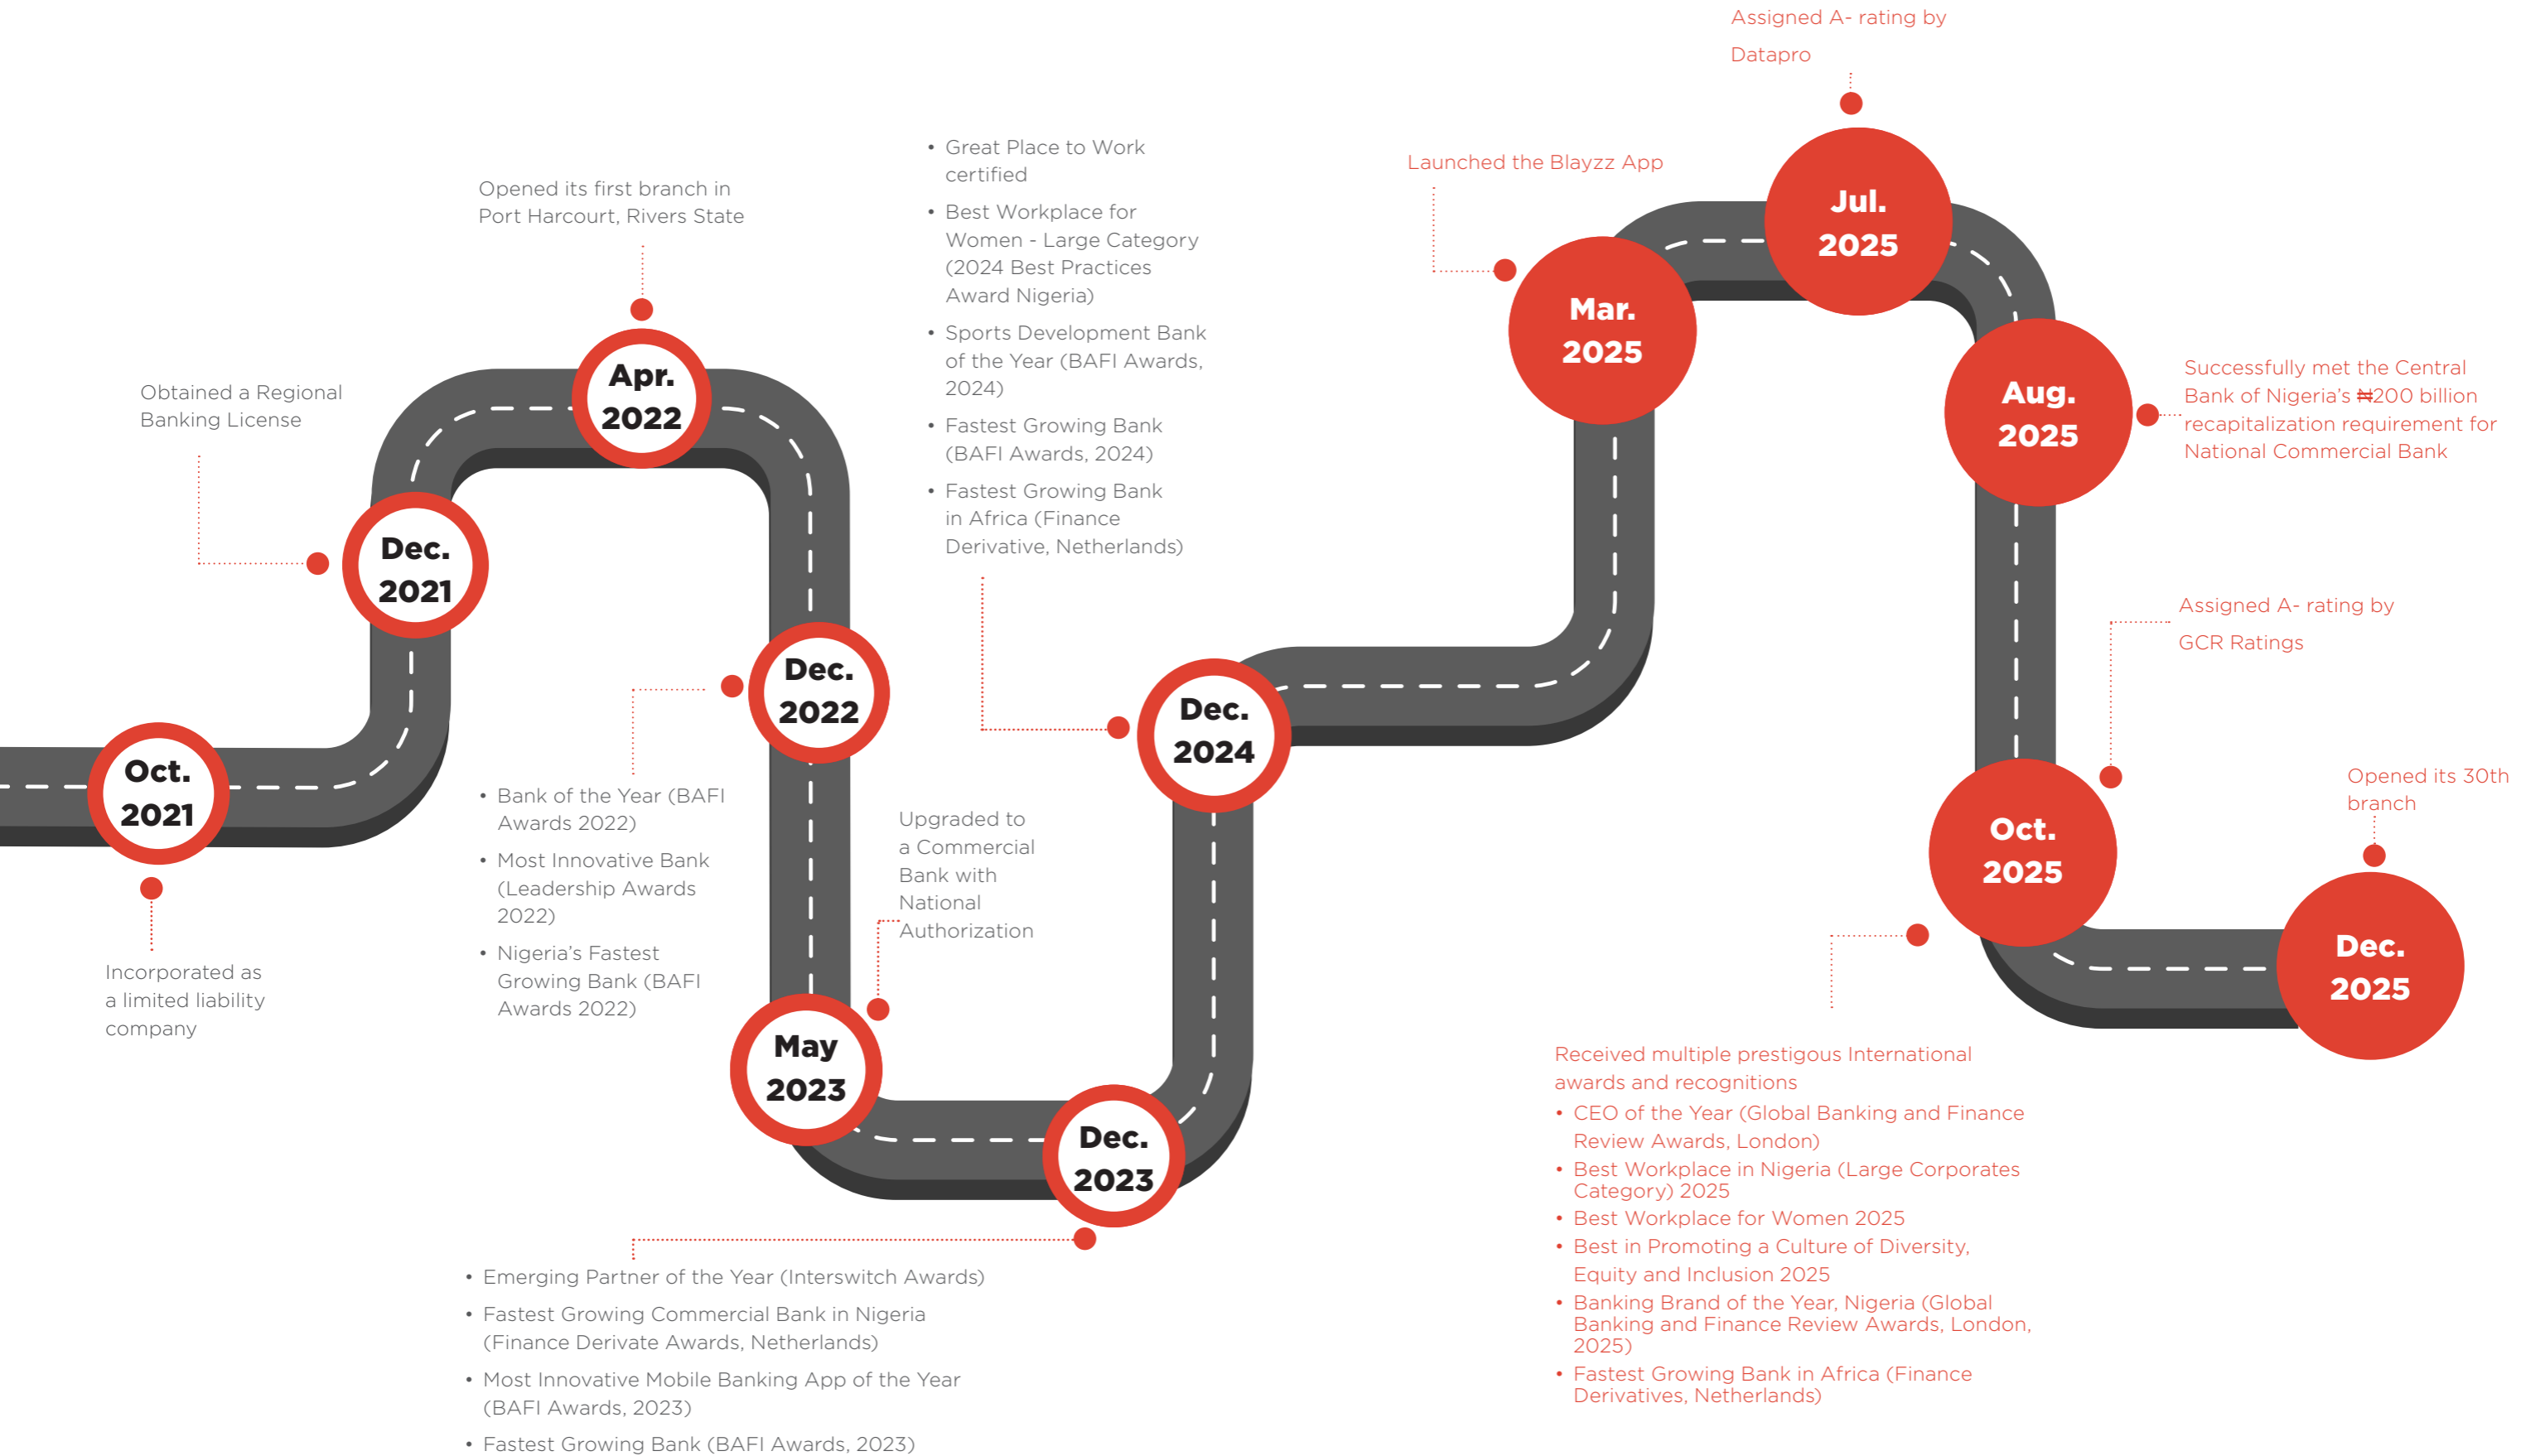 Oct.
2021
Incorporated as
a limited liability
company
Obtained a Regional
Banking License
Dec.
2021
Opened its first branch in
Port Harcourt, Rivers State
Apr.
2022
Dec.
2022
• Bank of the Year (BAFI
Awards 2022)
• Most Innovative Bank
(Leadership Awards
2022)
• Nigeria’s Fastest
Growing Bank (BAFI
Awards 2022)
Upgraded to
a Commercial
Bank with
National
Authorization
May
2023
Dec.
2023
• Emerging Partner of the Year (Interswitch Awards)
• Fastest Growing Commercial Bank in Nigeria
(Finance Derivate Awards, Netherlands)
• Most Innovative Mobile Banking App of the Year
(BAFI Awards, 2023)
• Fastest Growing Bank (BAFI Awards, 2023)
• Great Place to Work
certified
• Best Workplace for
Women - Large Category
(2024 Best Practices
Award Nigeria)
• Sports Development Bank
of the Year (BAFI Awards,
2024)
• Fastest Growing Bank
(BAFI Awards, 2024)
• Fastest Growing Bank
in Africa (Finance
Derivative, Netherlands)
Dec.
2024
Launched the Blayzz App
Mar.
2025
Assigned A- rating by
Datapro
Jul.
2025
Aug.
2025
Successfully met the Central
Bank of Nigeria’s ₦200 billion
recapitalization requirement for
National Commercial Bank
Assigned A- rating by
GCR Ratings
Oct.
2025
Received multiple prestigous International
awards and recognitions
• CEO of the Year (Global Banking and Finance
Review Awards, London)
• Best Workplace in Nigeria (Large Corporates
Category) 2025
• Best Workplace for Women 2025
• Best in Promoting a Culture of Diversity,
Equity and Inclusion 2025
• Banking Brand of the Year, Nigeria (Global
Banking and Finance Review Awards, London,
2025)
• Fastest Growing Bank in Africa (Finance
Derivatives, Netherlands)
Opened its 30th
branch
Dec.
2025